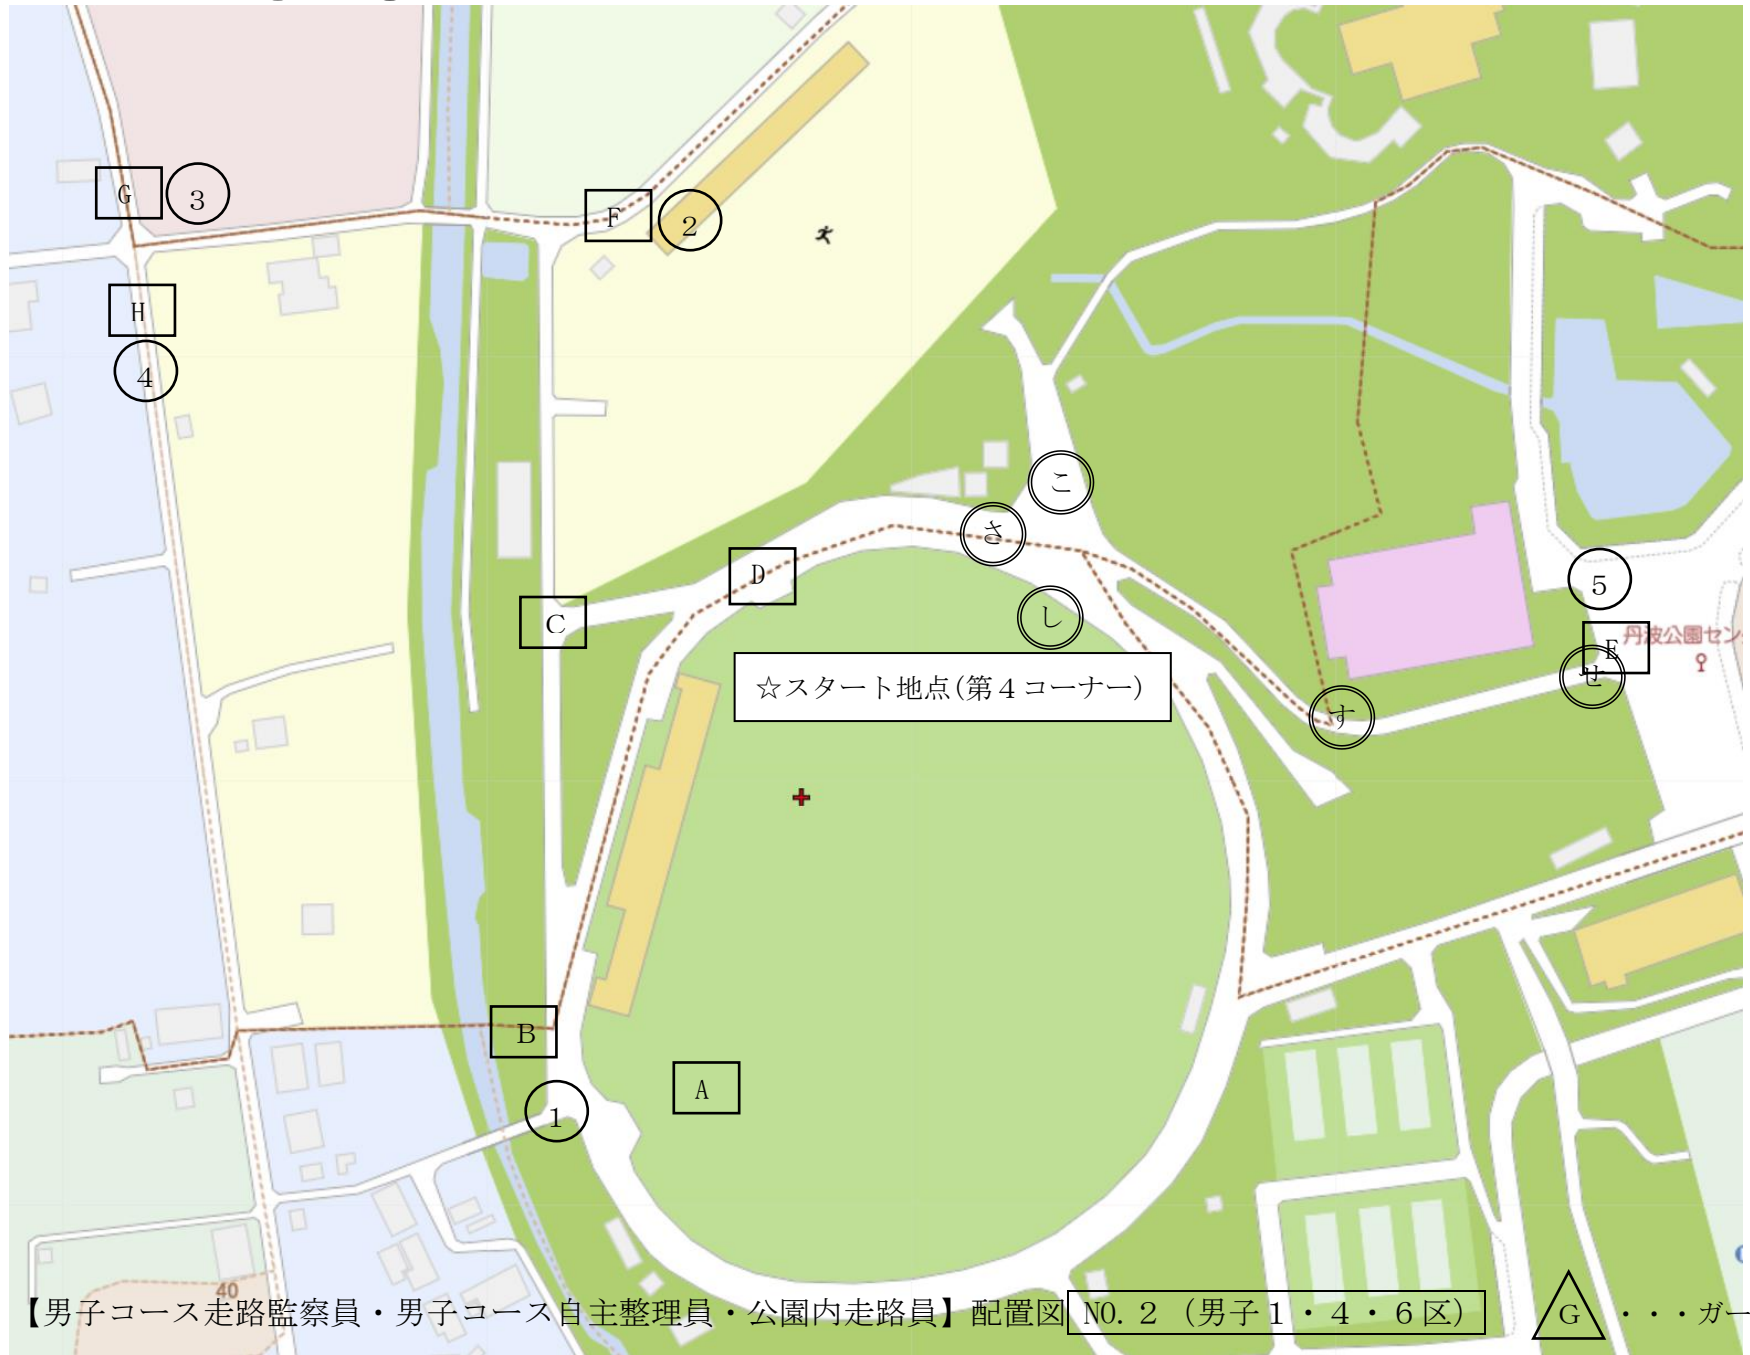 G
3
F
2
H
4
こ
さ
D
5
し
C
E
丹波公園セン
せ
☆スタート地点(第4コーナー)
す
B
A
1
40
【男子コース走路監察員・男子コース自主整理員・公園内走路員】配置図 NO.2 (男子1・4・6区) G ・・・ガー